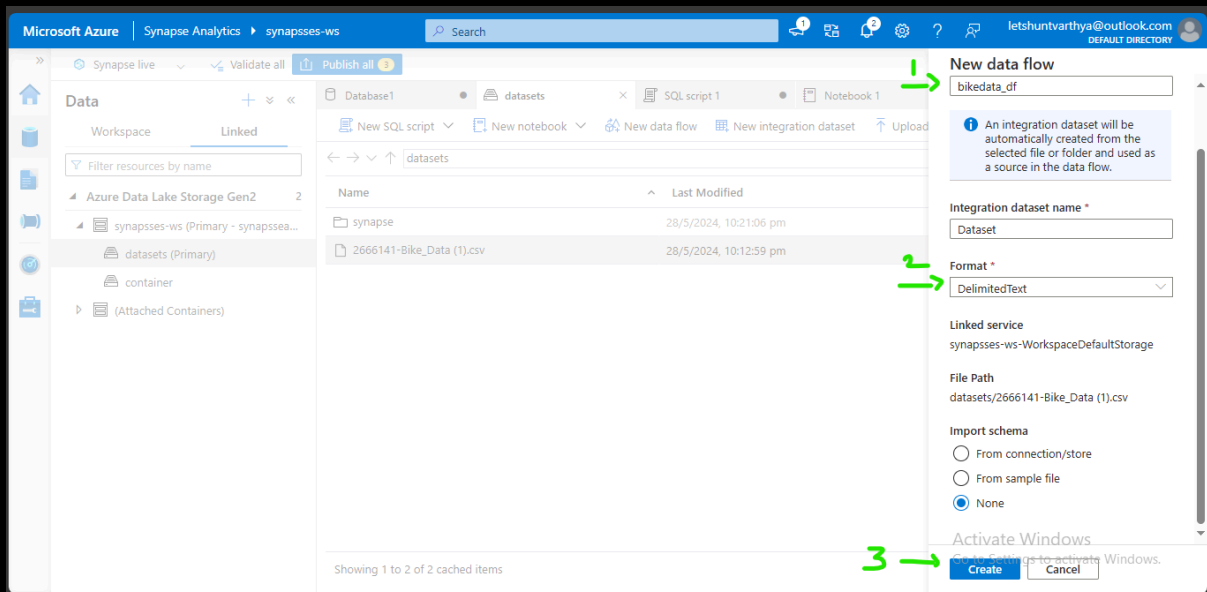 Microsoft Azure
Synapse Analytics
synapsses-ws
Search
1
2
letshuntvarthya@outlook.com
DEFAULT DIRECTORY
Synapse live
Validate all
Publish all 3
Data
Workspace
Linked
Filter resources by name
Azure Data Lake Storage Gen2 2
synapsses-ws (Primary - synapssea...
datasets (Primary)
container
(Attached Containers)
Database1
datasets
SQL script 1
Notebook 1
New SQL script
New notebook
New data flow
New integration dataset
Upload
datasets
Name
Last Modified
synapse
28/5/2024, 10:21:06 pm
2666141-Bike_Data (1).csv
28/5/2024, 10:12:59 pm
Showing 1 to 2 of 2 cached items
New data flow
1
bikedata_df
An integration dataset will be
automatically created from the
selected file or folder and used as
a source in the data flow.
Integration dataset name *
Dataset
Format *
2
DelimitedText
Linked service
synapsses-ws-WorkspaceDefaultStorage
File Path
datasets/2666141-Bike_Data (1).csv
Import schema
From connection/store
From sample file
None
Activate Windows
Go to Settings to activate Windows.
3
Create
Cancel